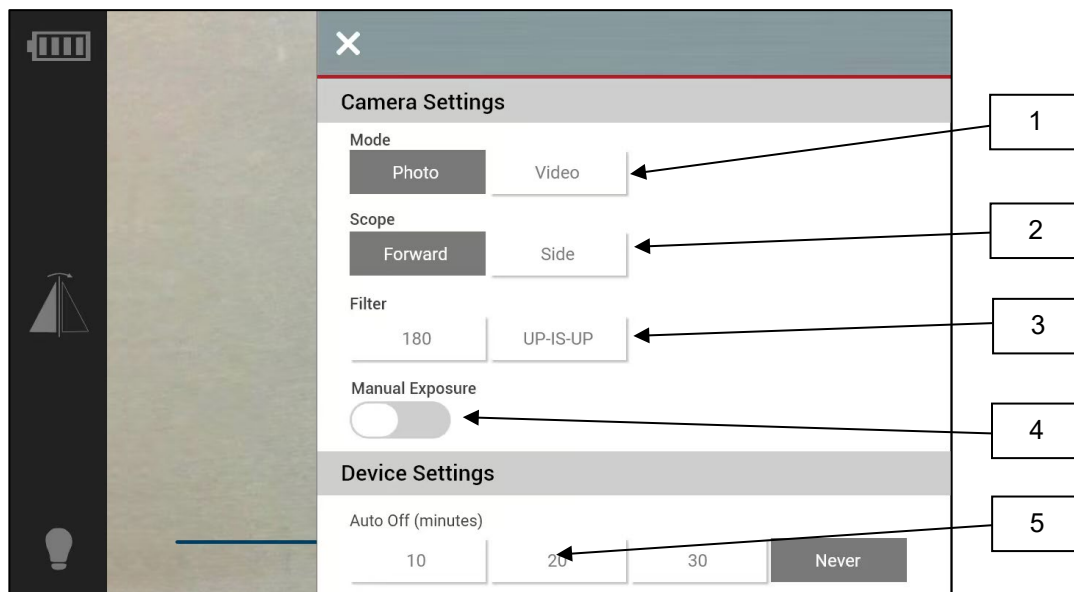 Camera Settings
1
Mode
Photo Video
Scope
2
Forward Side
Filter
3
180 UP-IS-UP
Manual Exposure
4
Device Settings
Auto Off (minutes)
5
10 20 30 Never